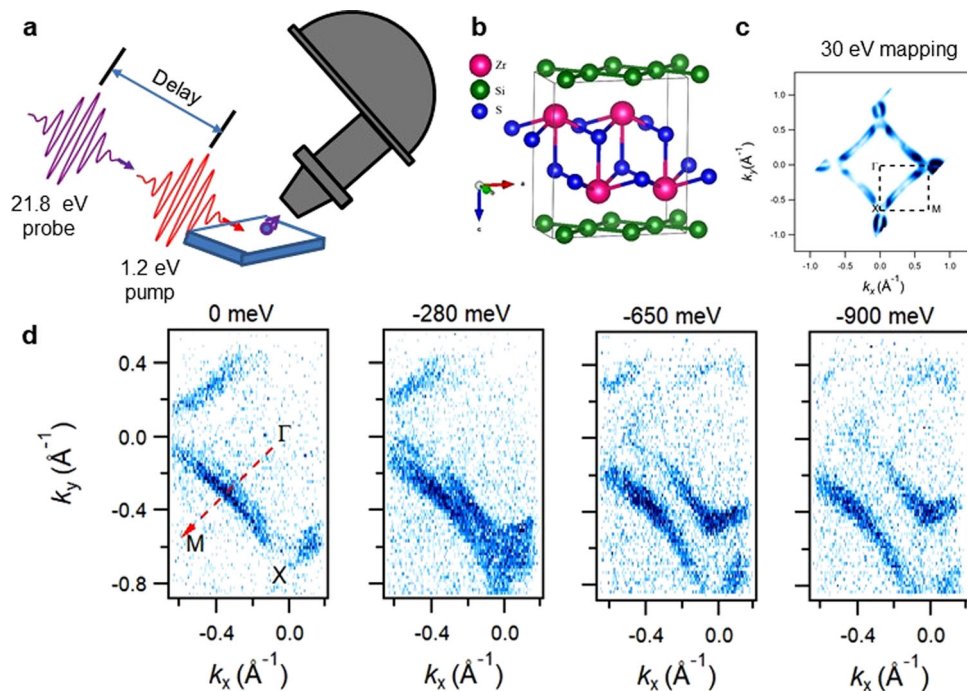 a
Delay
21.8 eV
probe
1.2 eV
pump
b
Zr
Si
S
a
c
c
30 eV mapping
k_y (Å⁻¹)
1.0
0.5
0.0
-0.5
-1.0
Γ
X
M
-1.0 -0.5 0.0 0.5
k_x (Å⁻¹)
d
0 meV
-280 meV
-650 meV
-900 meV
k_y (Å⁻¹)
0.4
0.0
-0.4
-0.8
Γ
M
X
-0.4 0.0
-0.4 0.0
-0.4 0.0
-0.4 0.0
k_x (Å⁻¹)
k_x (Å⁻¹)
k_x (Å⁻¹)
k_x (Å⁻¹)